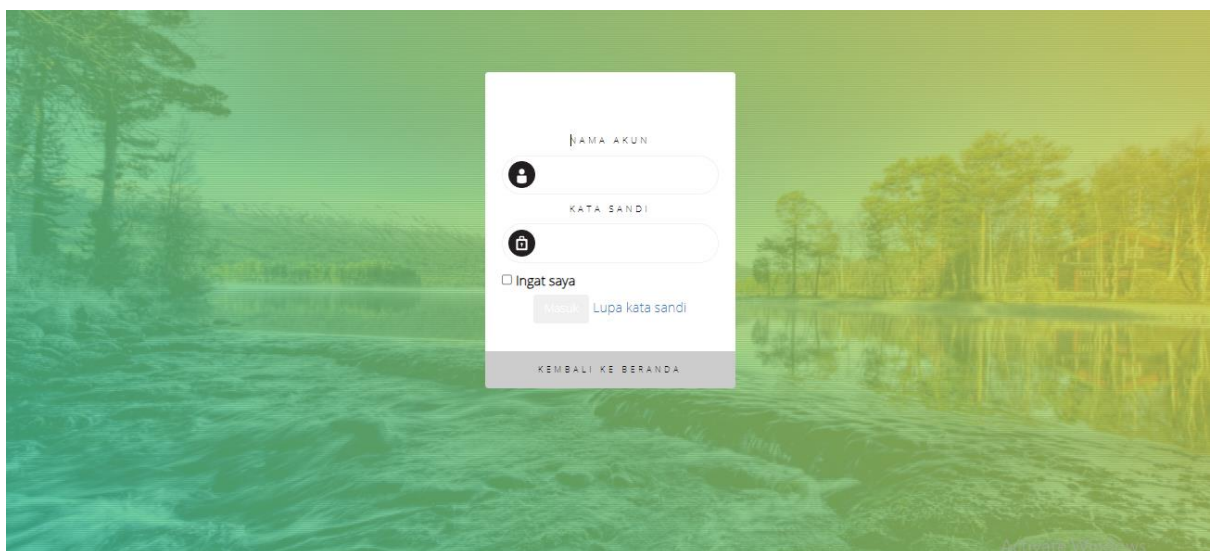 NAMA AKUN
KATA SANDI
Ingat saya
Masuk Lupa kata sandi
KEMBALI KE BERANDA